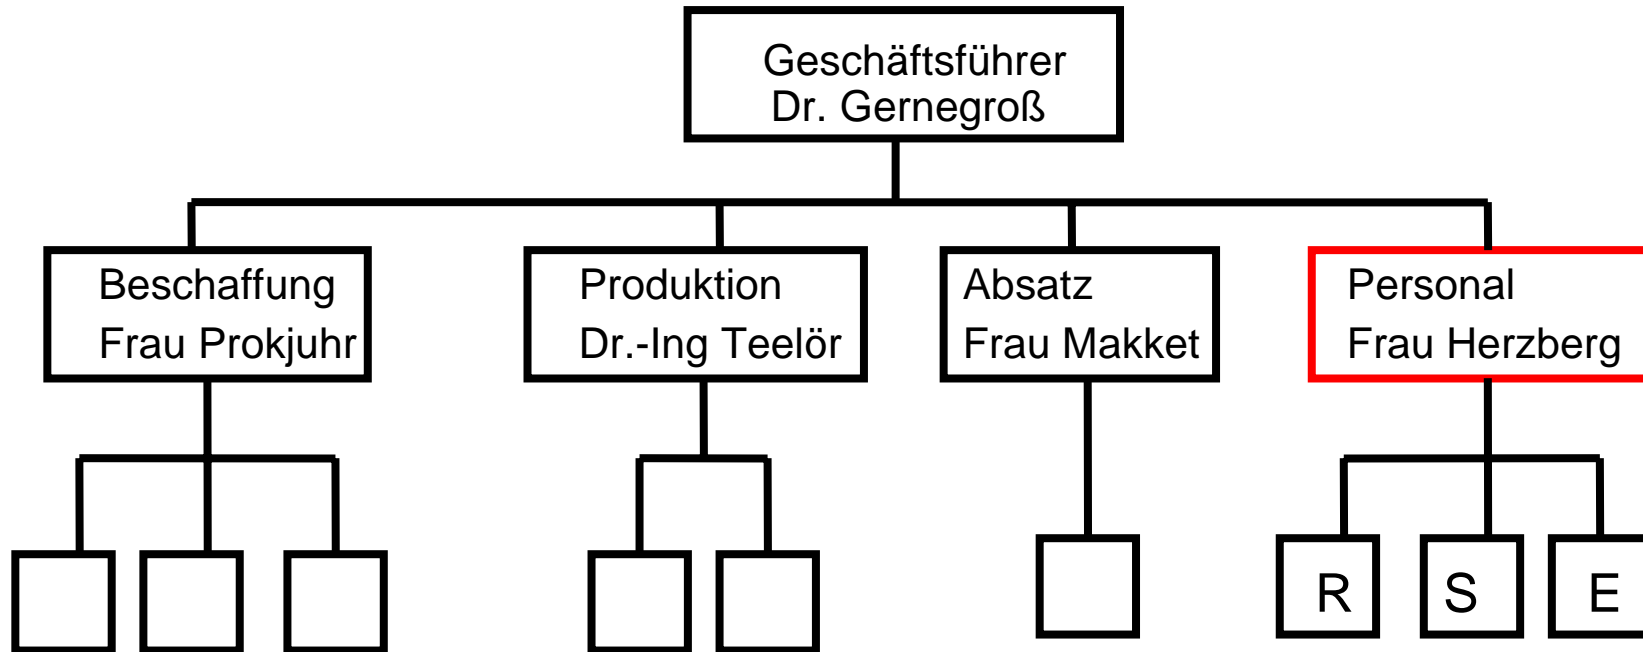 Geschäftsführer
Dr. Gernegroß
Beschaffung
Frau Prokjuhr
Produktion
Dr.-Ing Teelör
Absatz
Frau Makket
Personal
Frau Herzberg
R
S
E